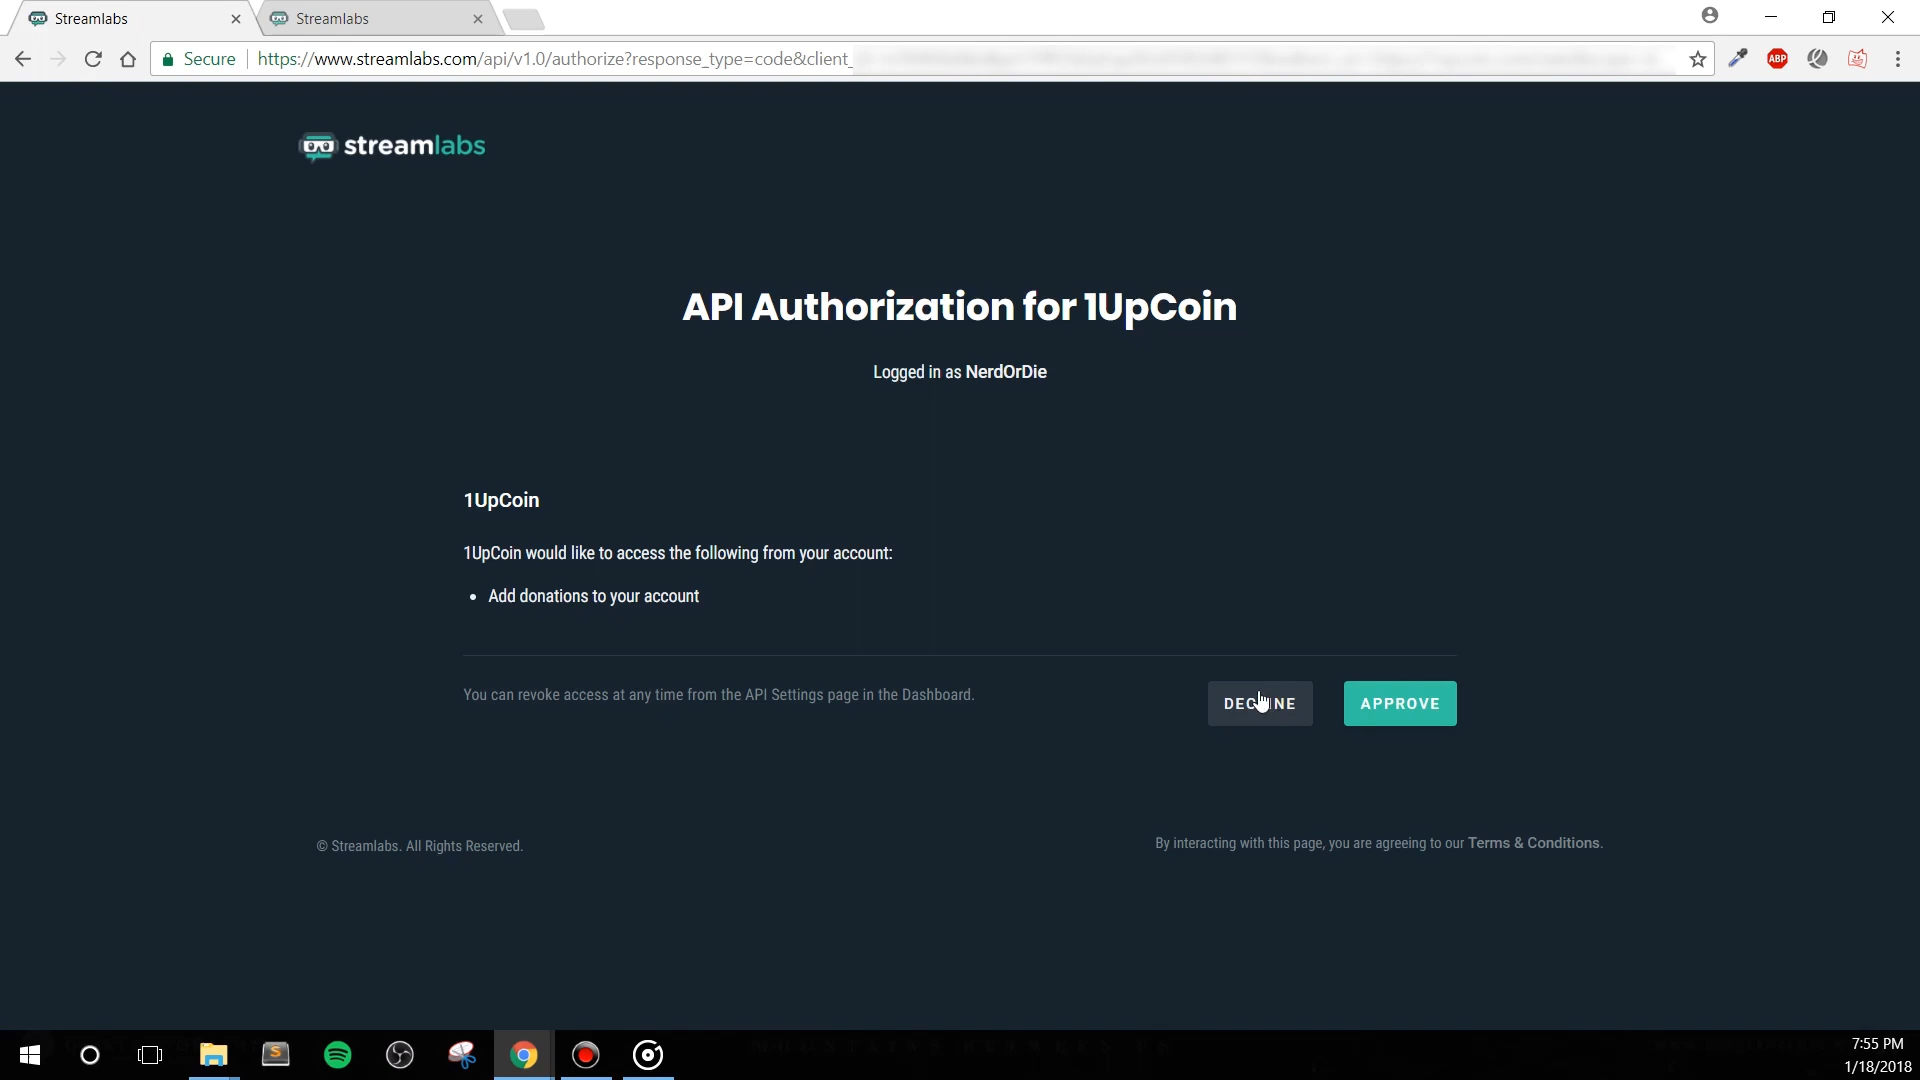 Streamlabs
Streamlabs
Secure https://www.streamlabs.com/api/v1.0/authorize?response_type=code&client_
ABP
streamlabs
API Authorization for 1UpCoin
Logged in as NerdOrDie
1UpCoin
1UpCoin would like to access the following from your account:
• Add donations to your account
You can revoke access at any time from the API Settings page in the Dashboard.
DECLINE
APPROVE
© Streamlabs. All Rights Reserved.
By interacting with this page, you are agreeing to our Terms & Conditions.
7:55 PM
1/18/2018